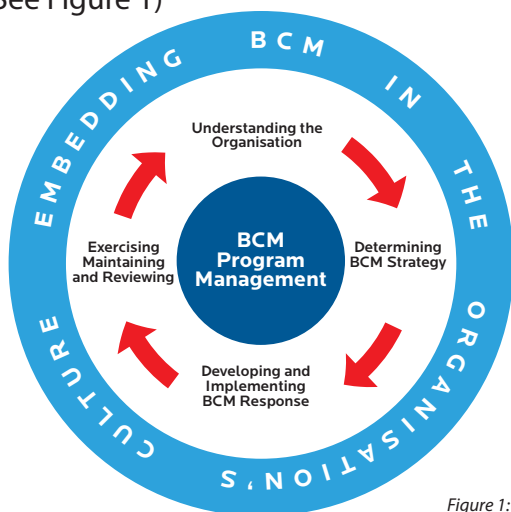 See Figure 1)
EMBEDDING BCM IN THE ORGANISATION'S CULTURE
Understanding the
Organisation
Determining
BCM Strategy
Developing and
Implementing
BCM Response
Exercising
Maintaining
and Reviewing
BCM
Program
Management
Figure 1: